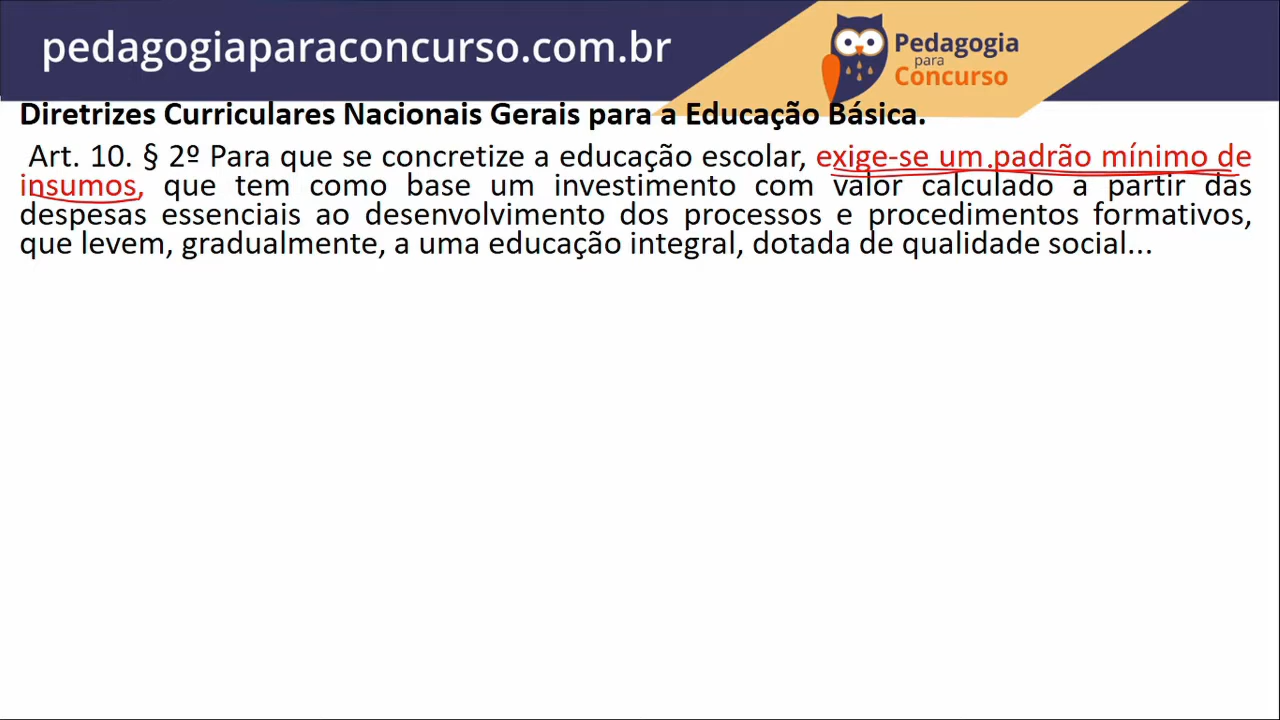 pedagogiaparaconcurso.com.br
Pedagogia
para
Concurso
Diretrizes Curriculares Nacionais Gerais para a Educação Básica.
Art. 10. § 2º Para que se concretize a educação escolar, exige-se um padrão mínimo de
insumos, que tem como base um investimento com valor calculado a partir das
despesas essenciais ao desenvolvimento dos processos e procedimentos formativos,
que levem, gradualmente, a uma educação integral, dotada de qualidade social...